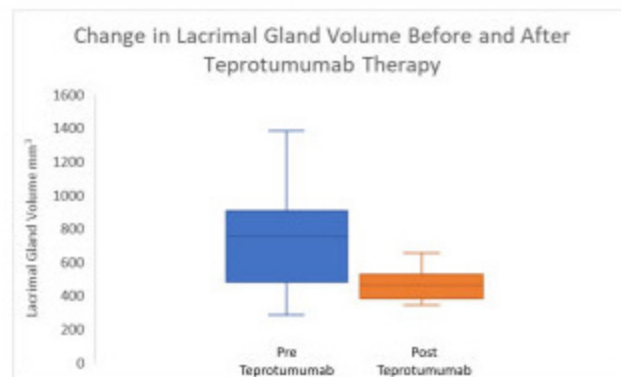 Change in Lacrimal Gland Volume Before and After
Teprotumumab Therapy
Lacrimal Gland Volume mm³
1600
1400
1200
1000
800
600
400
200
0
Pre
Teprotumumab
Post
Teprotumumab